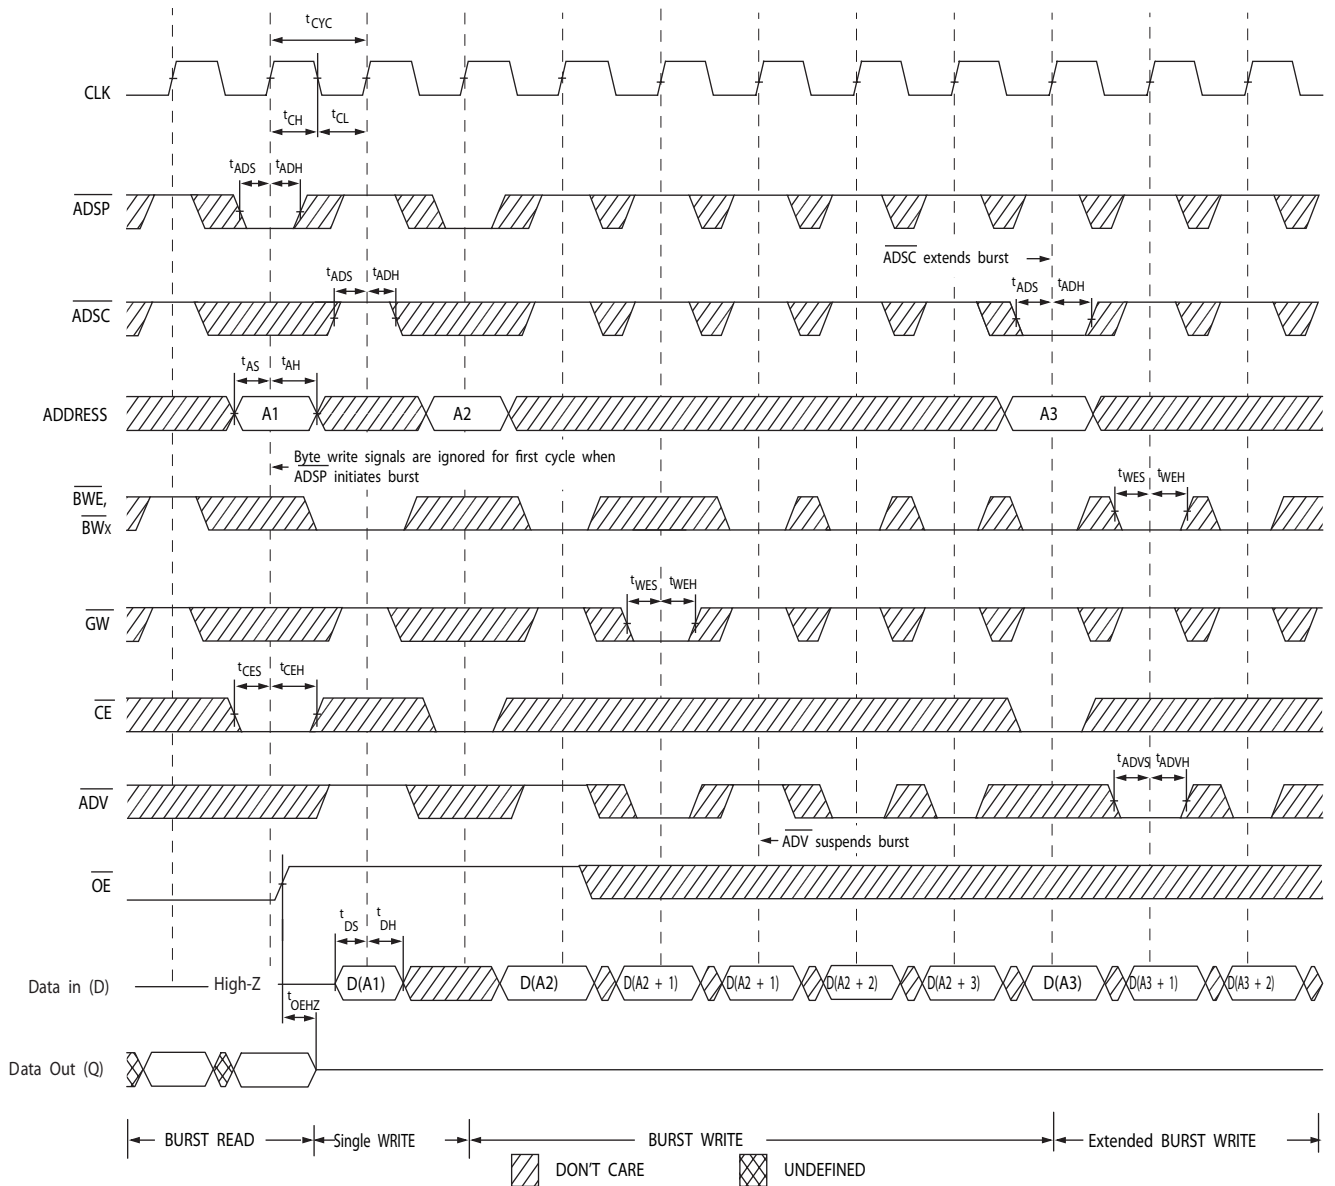 tCYC
CLK
tCH tCL
tADS tADH
ADSP
ADSC extends burst
tADS tADH
tADS tADH
ADSC
tAS tAH
ADDRESS A1 A2 A3
Byte write signals are ignored for first cycle when
ADSP initiates burst
BWE,
BWx
tWES tWEH
tWES tWEH
GW
tCES tCEH
CE
tADVS tADVH
ADV
ADV suspends burst
OE
tDS tDH
Data in (D) High-Z D(A1) D(A2) D(A2 + 1) D(A2 + 1) D(A2 + 2) D(A2 + 3) D(A3) D(A3 + 1) D(A3 + 2)
tOEHZ
Data Out (Q)
BURST READ Single WRITE BURST WRITE Extended BURST WRITE
DON'T CARE UNDEFINED